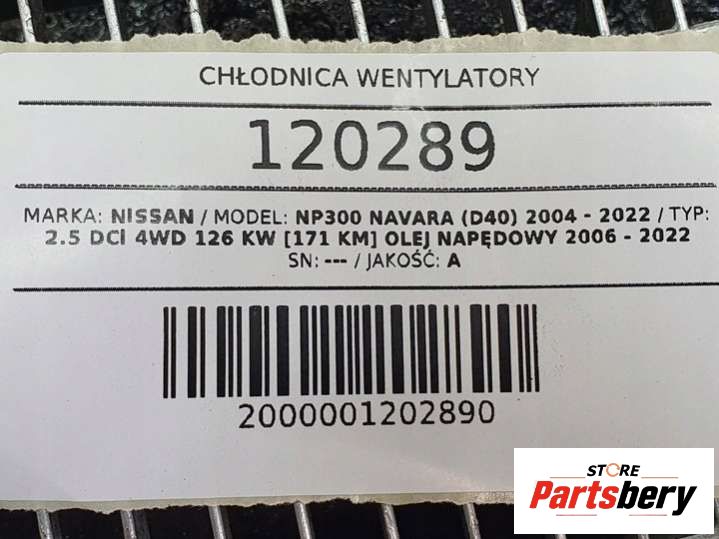 CHŁODNICA WENTYLATORY
120289
MARKA: NISSAN / MODEL: NP300 NAVARA (D40) 2004 - 2022 / TYP:
2.5 DCI 4WD 126 KW [171 KM] OLEJ NAPĘDOWY 2006 - 2022
SN: --- / JAKOŚĆ: A
2000001202890
STORE
Partsbery